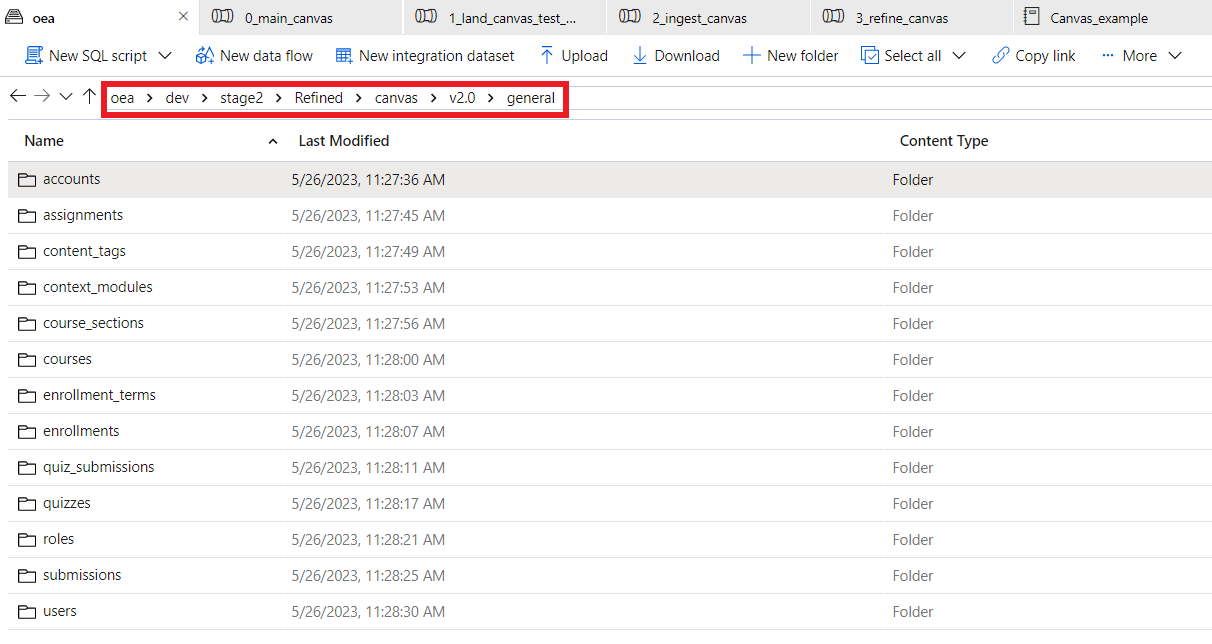 oea 0_main_canvas 1_land_canvas_test_... 2_ingest_canvas 3_refine_canvas Canvas_example
New SQL script New data flow New integration dataset Upload Download New folder Select all Copy link ··· More
oea > dev > stage2 > Refined > canvas > v2.0 > general
Name Last Modified Content Type
accounts 5/26/2023, 11:27:36 AM Folder
assignments 5/26/2023, 11:27:45 AM Folder
content_tags 5/26/2023, 11:27:49 AM Folder
context_modules 5/26/2023, 11:27:53 AM Folder
course_sections 5/26/2023, 11:27:56 AM Folder
courses 5/26/2023, 11:28:00 AM Folder
enrollment_terms 5/26/2023, 11:28:03 AM Folder
enrollments 5/26/2023, 11:28:07 AM Folder
quiz_submissions 5/26/2023, 11:28:11 AM Folder
quizzes 5/26/2023, 11:28:17 AM Folder
roles 5/26/2023, 11:28:21 AM Folder
submissions 5/26/2023, 11:28:25 AM Folder
users 5/26/2023, 11:28:30 AM Folder